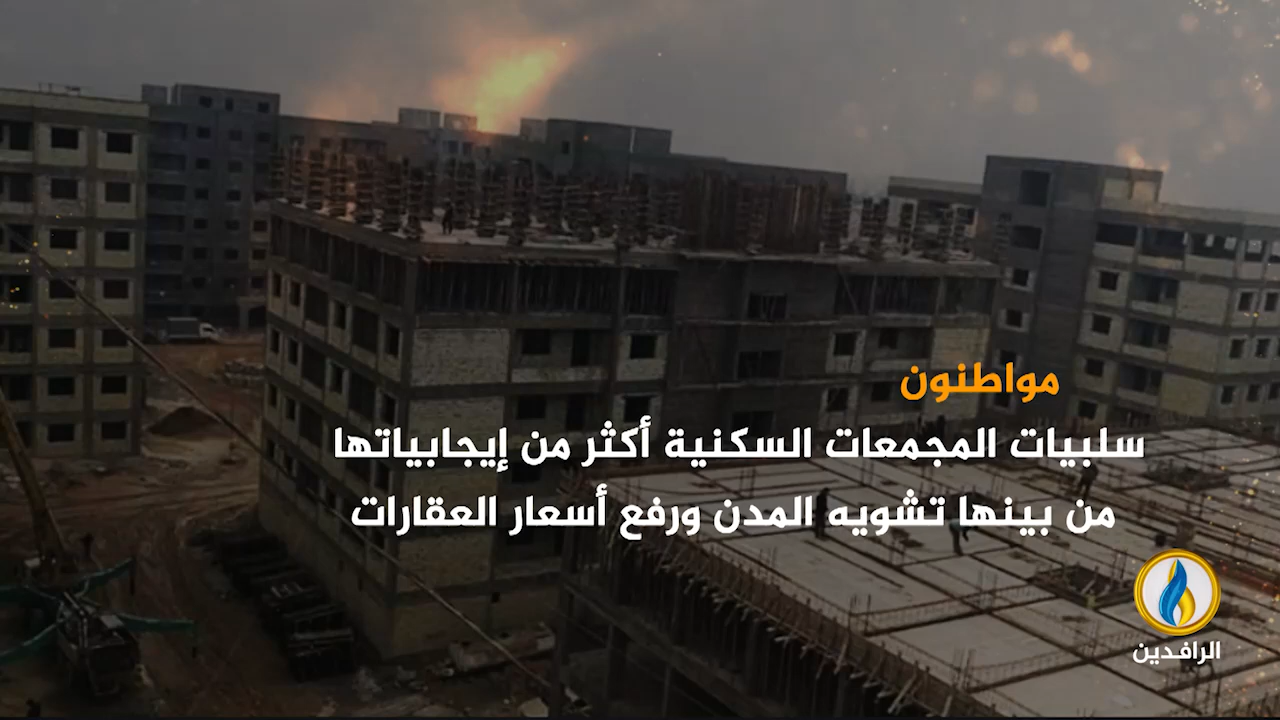 مواطنون
سلبيات المجمعات السكنية أكثر من إيجابياتها
من بينها تشويه المدن ورفع أسعار العقارات
الرافدين